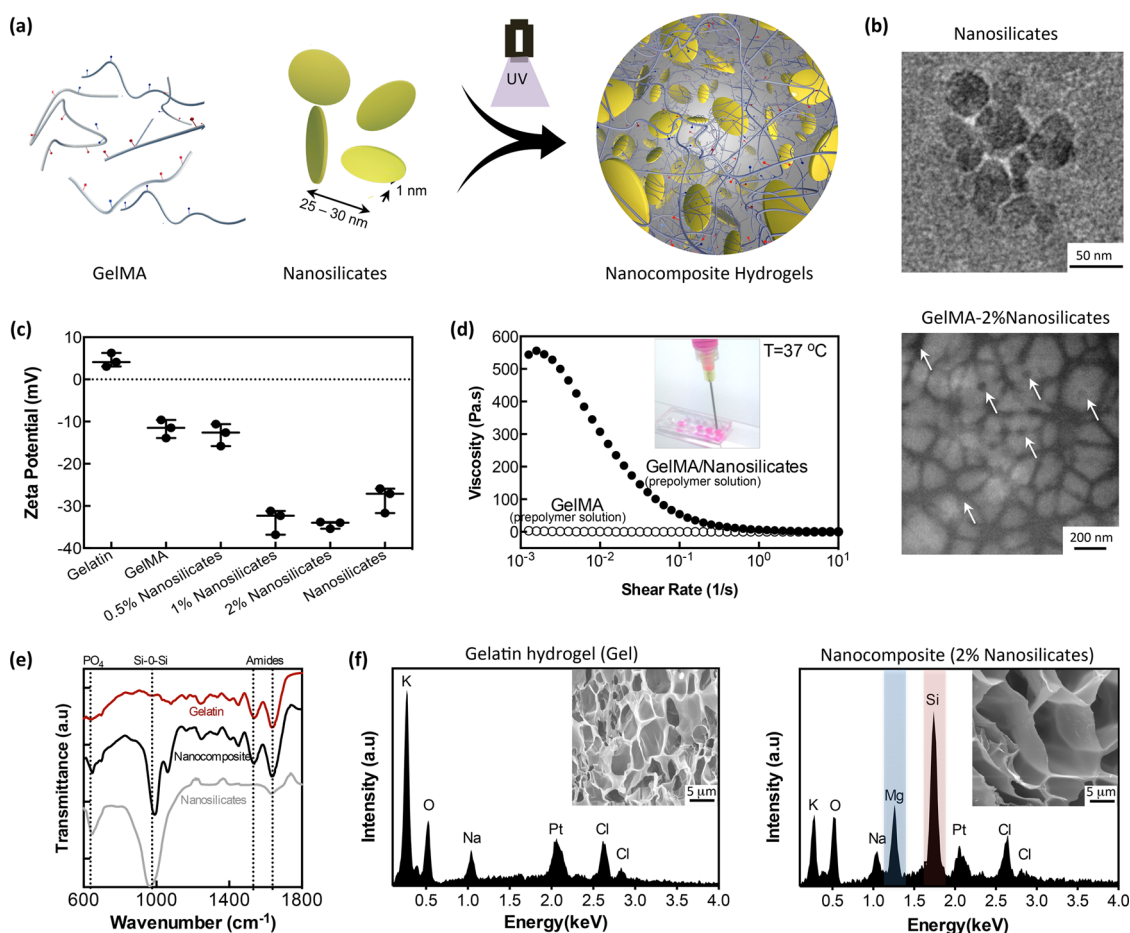 (a)
UV
1 nm
25 – 30 nm
GelMA
Nanosilicates
Nanocomposite Hydrogels
(b)
Nanosilicates
50 nm
GelMA-2%Nanosilicates
200 nm
(c)
Zeta Potential (mV)
10
0
-10
-20
-30
-40
Gelatin
GelMA
0.5% Nanosilicates
1% Nanosilicates
2% Nanosilicates
Nanosilicates
(d)
Viscosity (Pa.s)
600
500
400
300
200
100
0
T=37 ºC
GelMA/Nanosilicates
(prepolymer solution)
GelMA
(prepolymer solution)
10⁻³
10⁻²
10⁻¹
10⁰
10¹
Shear Rate (1/s)
(e)
PO₄
Si-0-Si
Amides
Transmittance (a.u)
Gelatin
Nanocomposite
Nanosilicates
600
1000
1400
1800
Wavenumber (cm⁻¹)
(f)
Gelatin hydrogel (Gel)
Intensity (a.u)
K
O
Na
Pt
Cl
Cl
5 µm
0.5
1.0
1.5
2.0
2.5
3.0
4.0
Energy(keV)
Nanocomposite (2% Nanosilicates)
Intensity (a.u)
K
O
Na
Mg
Si
Pt
Cl
Cl
5 µm
0.5
1.0
1.5
2.0
2.5
3.0
4.0
Energy(keV)